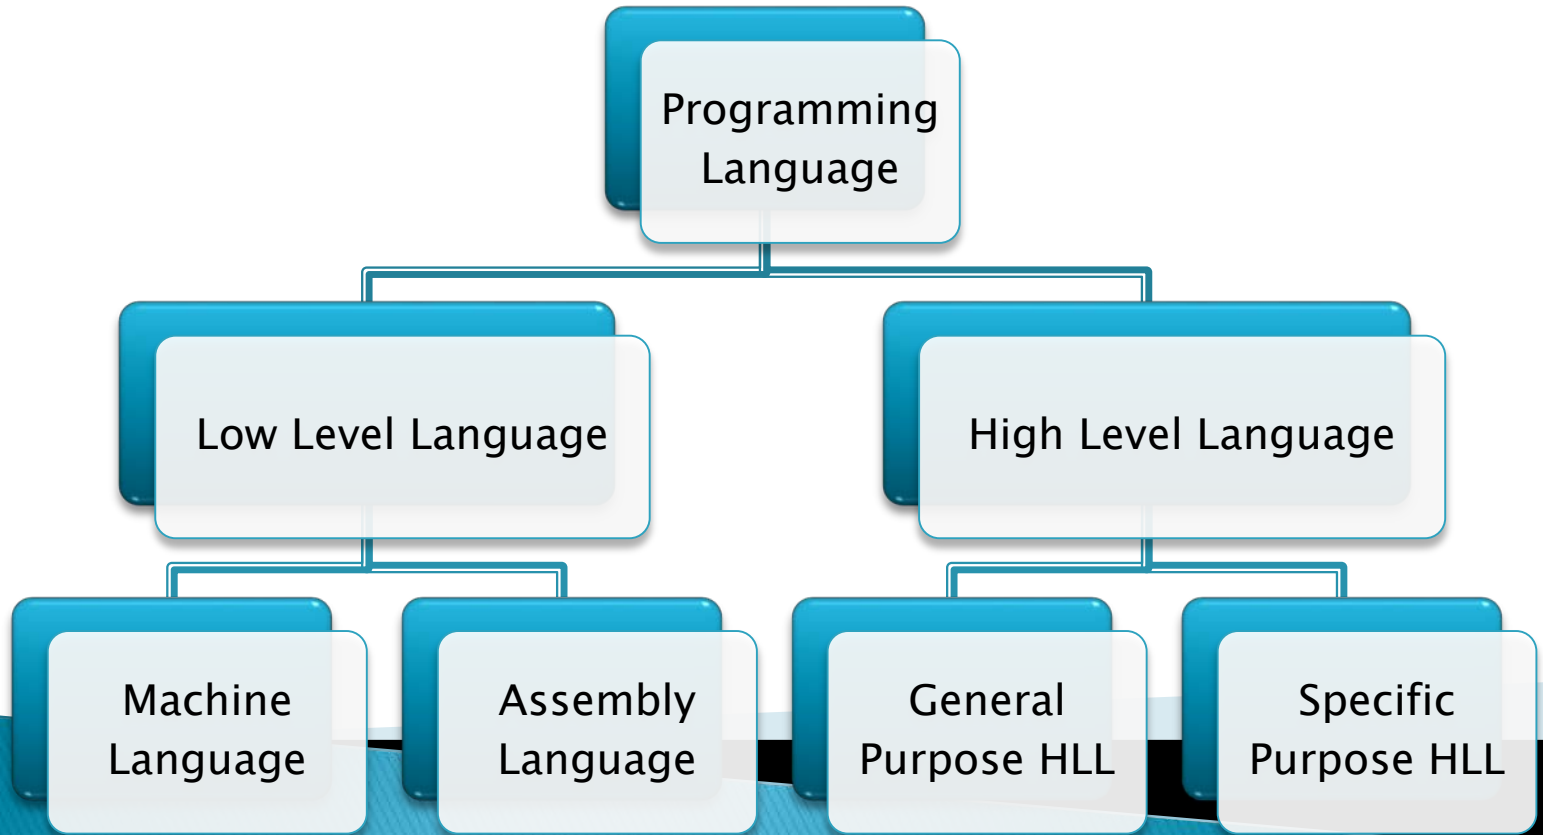 Programming
Language
Low Level Language
High Level Language
Machine
Language
Assembly
Language
General
Purpose HLL
Specific
Purpose HLL